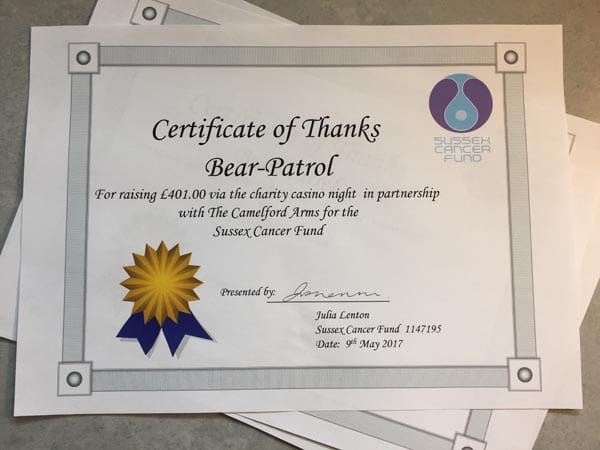 SUSSEX
CANCER
FUND
Certificate of Thanks
Bear-Patrol
For raising £401.00 via the charity casino night in partnership
with The Camelford Arms for the
Sussex Cancer Fund
Presented by:
Julia Lenton
Sussex Cancer Fund 1147195
Date: 9th May 2017